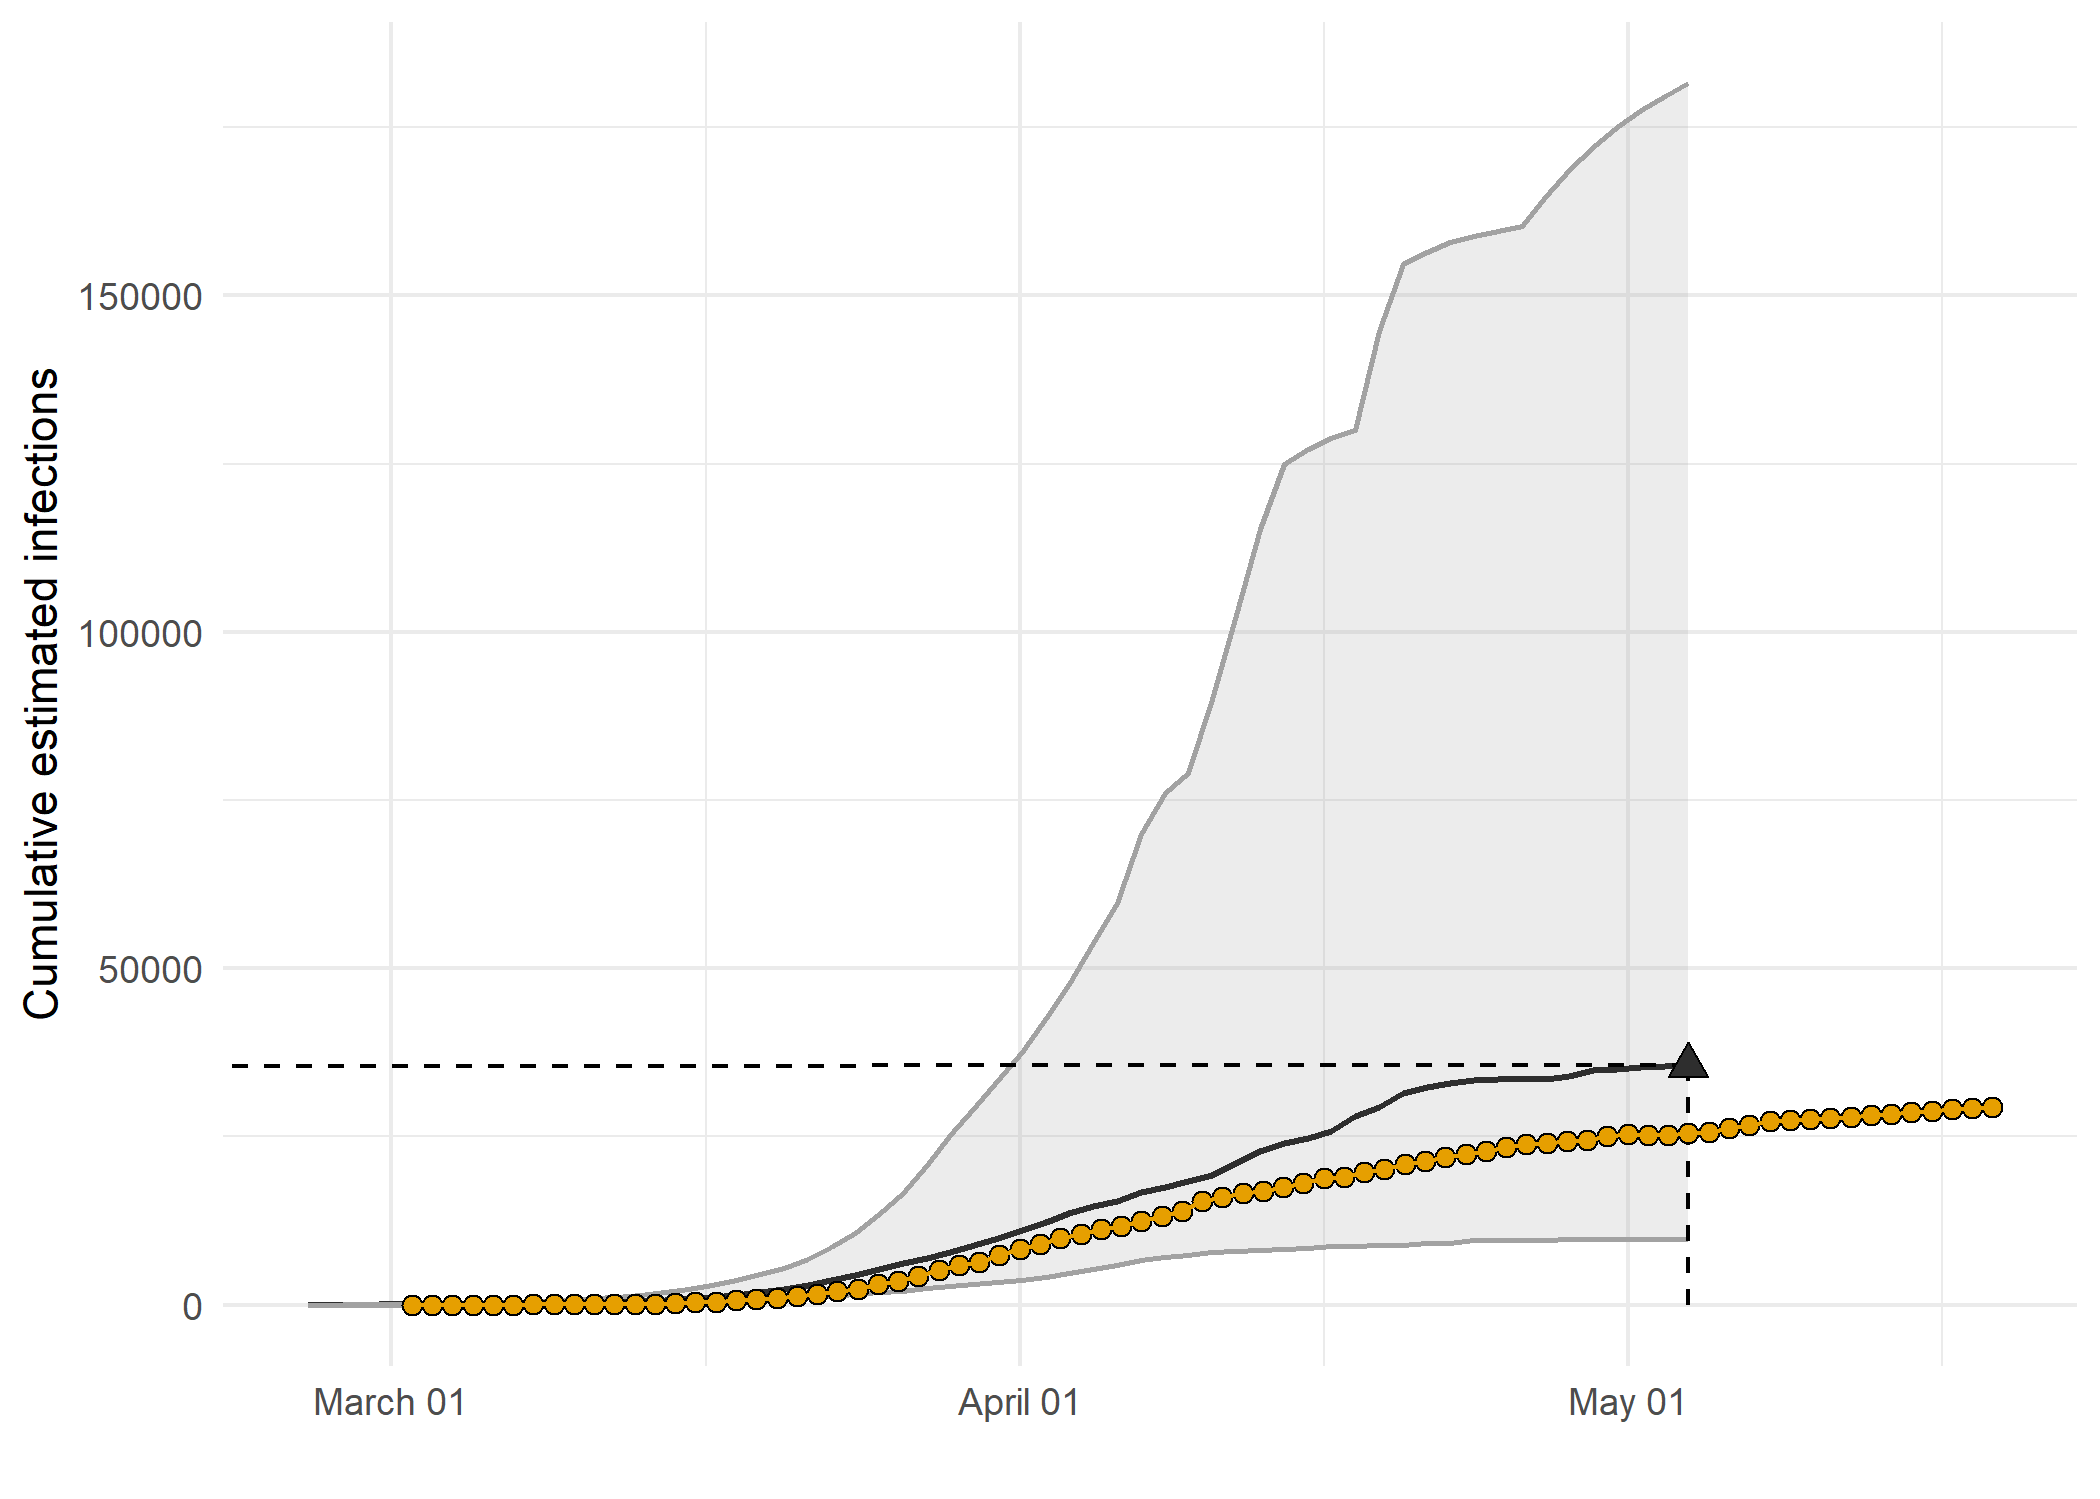 Cumulative estimated infections
150000
100000
50000
0
March 01
April 01
May 01